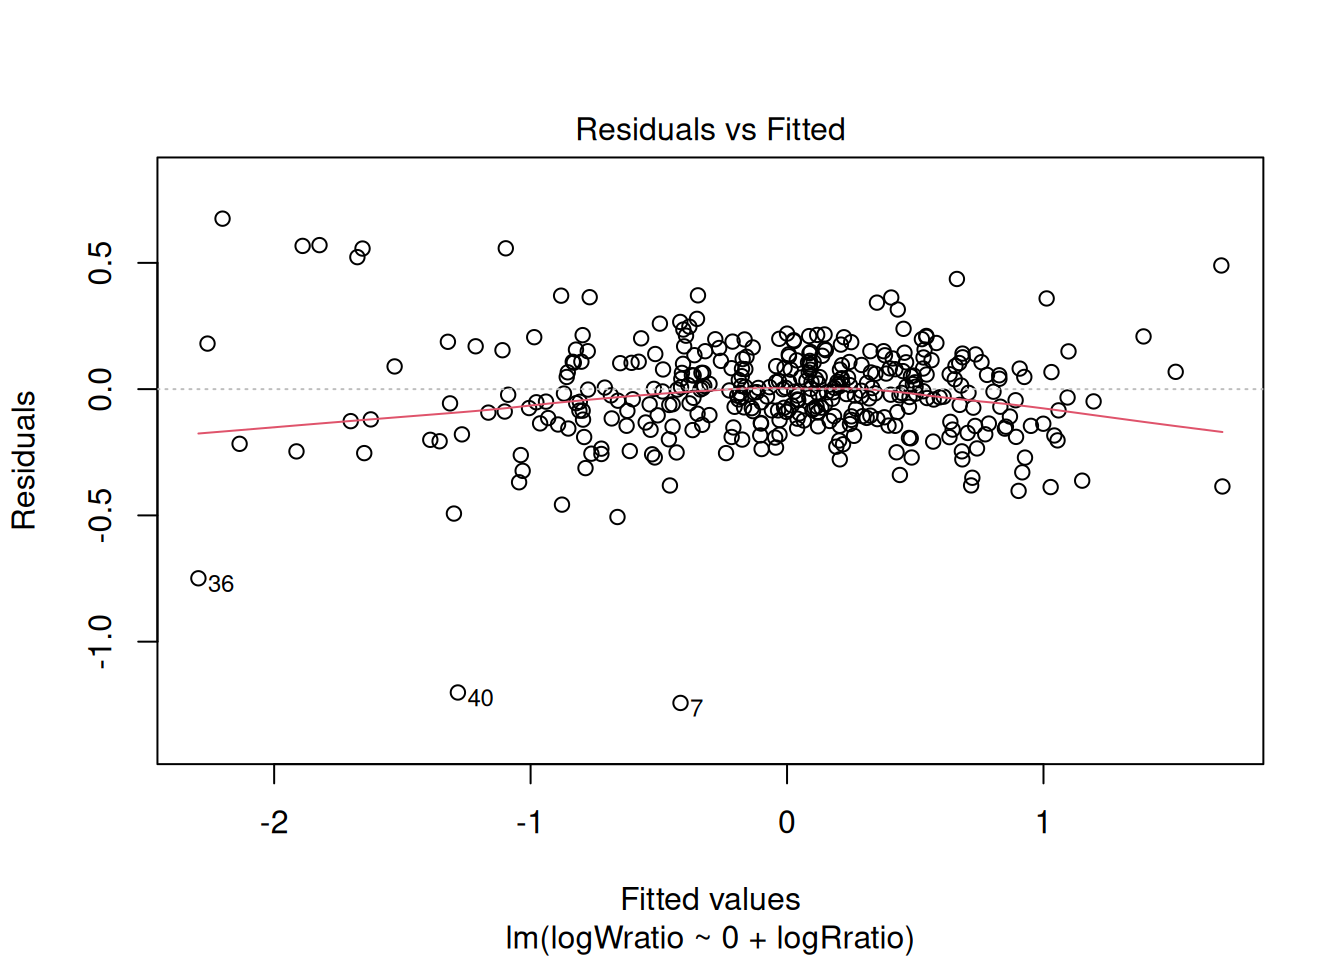 Residuals vs Fitted
Residuals
0.5
0.0
-0.5
-1.0
36
40
7
-2
-1
0
1
Fitted values
lm(logWratio ~ 0 + logRratio)